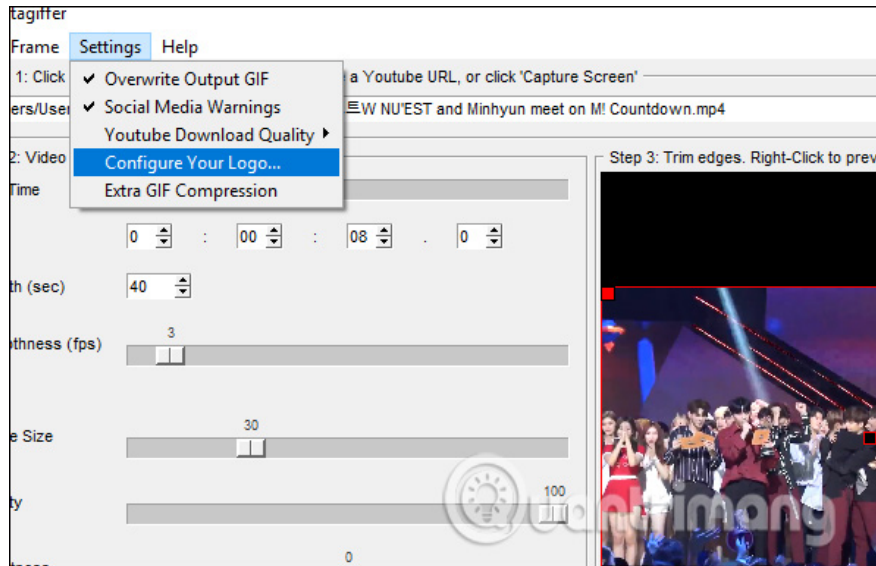 tagiffer
Frame Settings Help
1: Click
a Youtube URL, or click 'Capture Screen'
✔ Overwrite Output GIF
✔ Social Media Warnings
Youtube Download Quality
Configure Your Logo...
Extra GIF Compression
ers/User
트W NU'EST and Minhyun meet on M! Countdown.mp4
2: Video
Step 3: Trim edges. Right-Click to prev
Time
0 : 00 : 08 . 0
th (sec) 40
othness (fps) 3
e Size 30
ty 100
0
Quantrimang